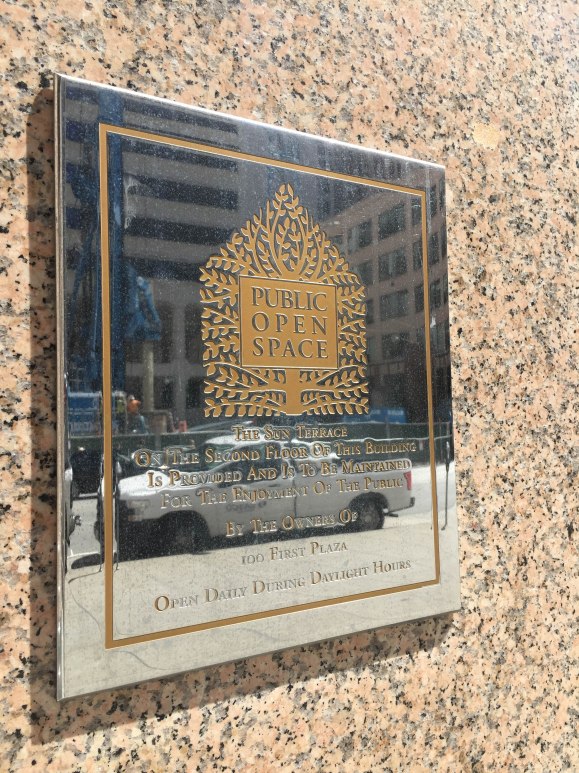 PUBLIC
OPEN
SPACE
The Sun Terrace
On The Second Floor Of This Building
Is Provided And Is To Be Maintained
For The Enjoyment Of The Public
By The Owners Of
100 First Plaza
Open Daily During Daylight Hours